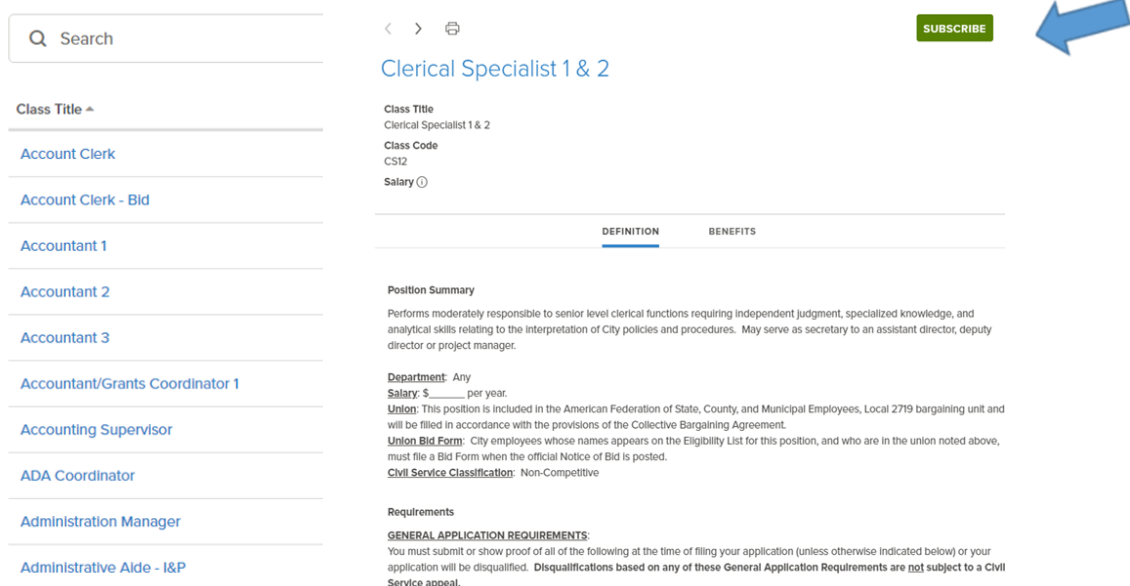 Search
Class Title
Account Clerk
Account Clerk - Bid
Accountant 1
Accountant 2
Accountant 3
Accountant/Grants Coordinator 1
Accounting Supervisor
ADA Coordinator
Administration Manager
Administrative Aide - I&P
SUBSCRIBE
Clerical Specialist 1 & 2
Class Title
Clerical Specialist 1 & 2
Class Code
CS12
Salary
DEFINITION BENEFITS
Position Summary
Performs moderately responsible to senior level clerical functions requiring independent judgment, specialized knowledge, and
analytical skills relating to the interpretation of City policies and procedures. May serve as secretary to an assistant director, deputy
director or project manager.
Department: Any
Salary: $______ per year.
Union: This position is included in the American Federation of State, County, and Municipal Employees, Local 2719 bargaining unit and
will be filled in accordance with the provisions of the Collective Bargaining Agreement.
Union Bid Form: City employees whose names appears on the Eligibility List for this position, and who are in the union noted above,
must file a Bid Form when the official Notice of Bid is posted.
Civil Service Classification: Non-Competitive
Requirements
GENERAL APPLICATION REQUIREMENTS:
You must submit or show proof of all of the following at the time of filing your application (unless otherwise indicated below) or your
application will be disqualified. Disqualifications based on any of these General Application Requirements are not subject to a Civil
Service appeal.